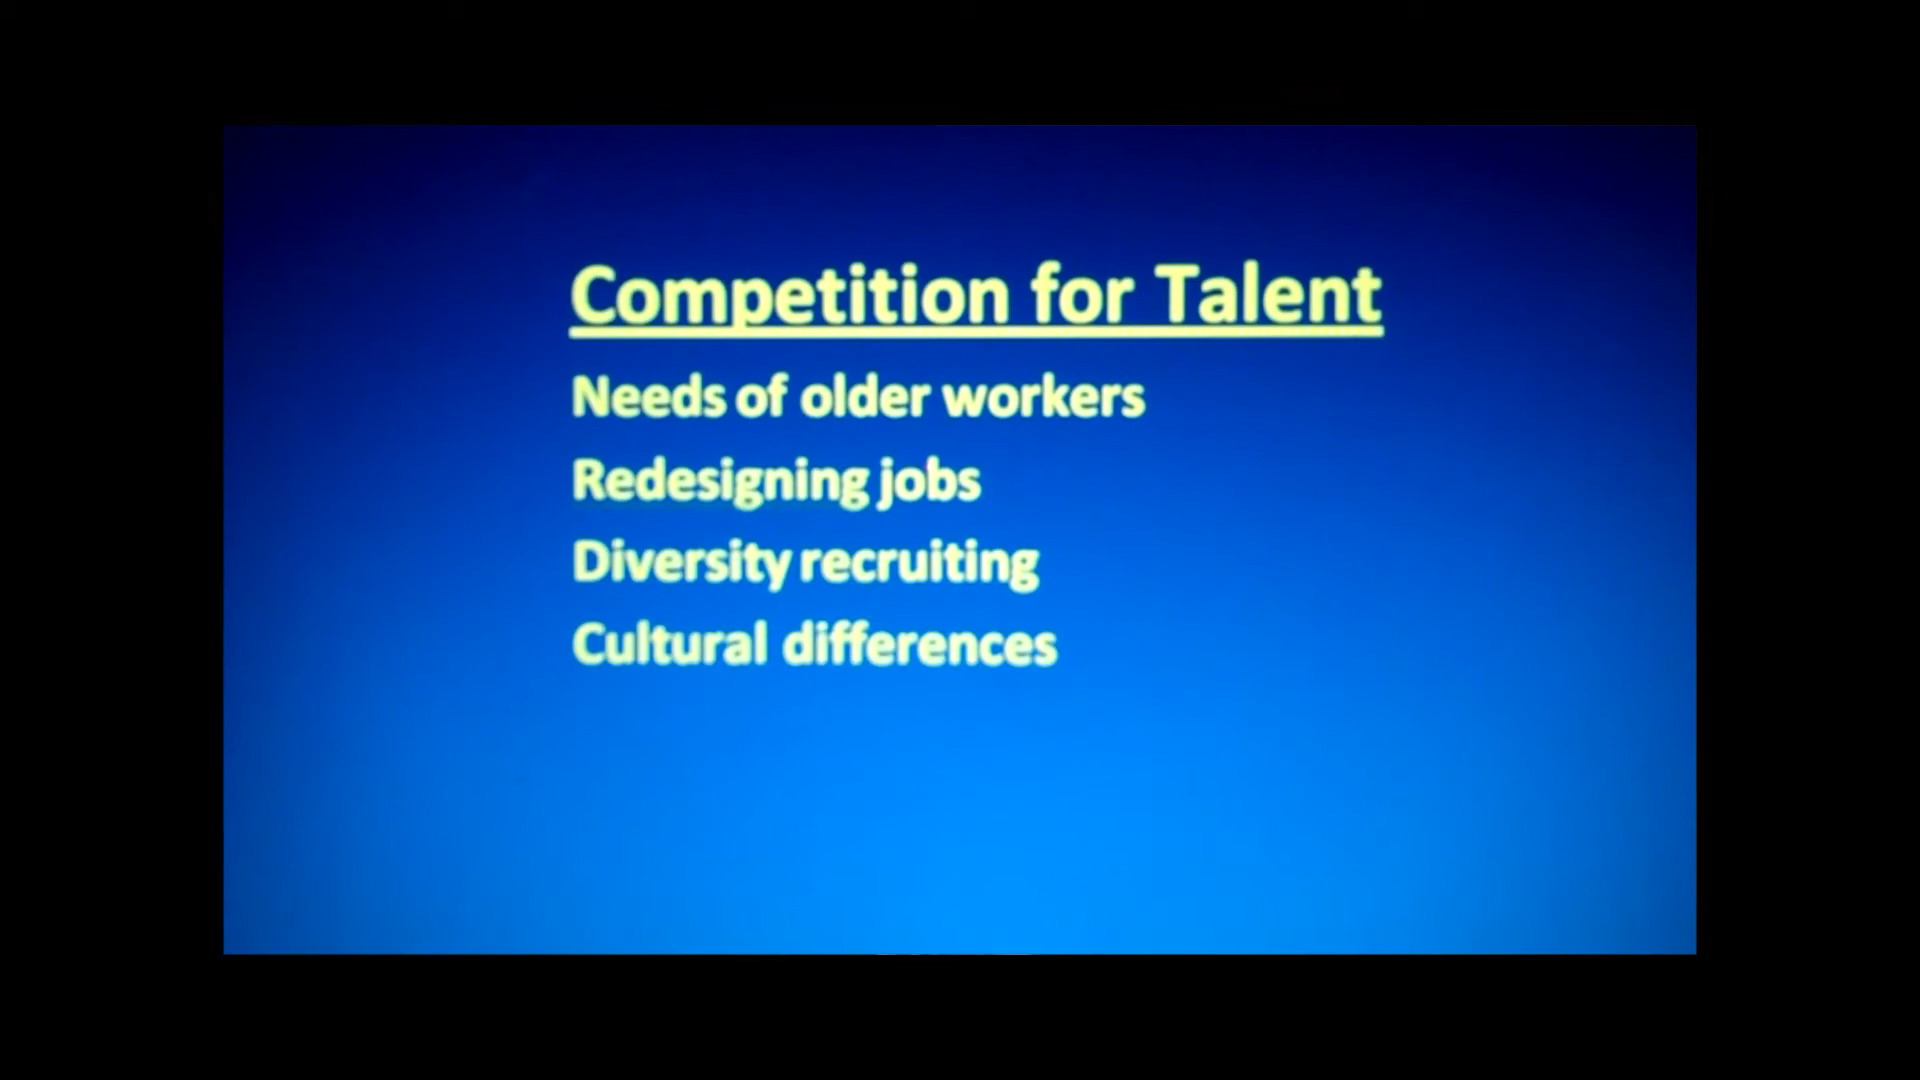 Competition for Talent
Needs of older workers
Redesigning jobs
Diversity recruiting
Cultural differences